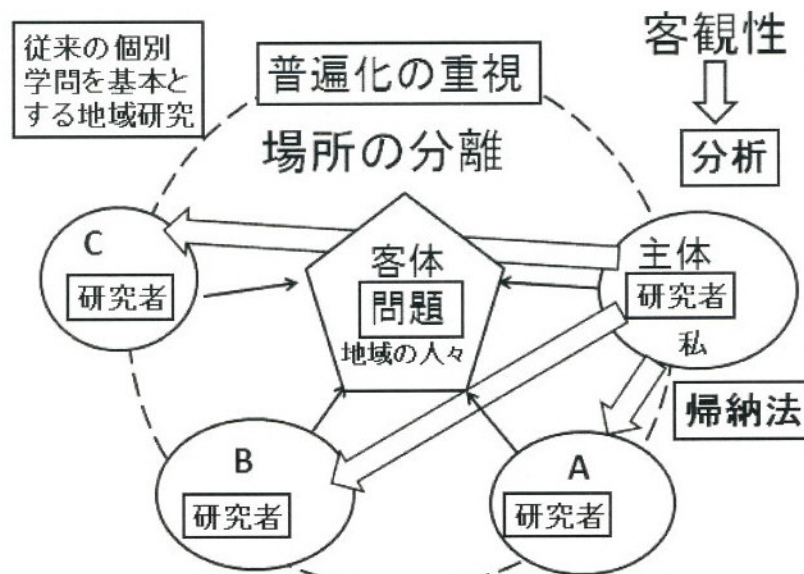 従来の個別
学問を基本と
する地域研究
普遍化の重視
客観性
場所の分離
分析
C
研究者
客体
問題
地域の人々
主体
研究者
私
帰納法
B
研究者
A
研究者